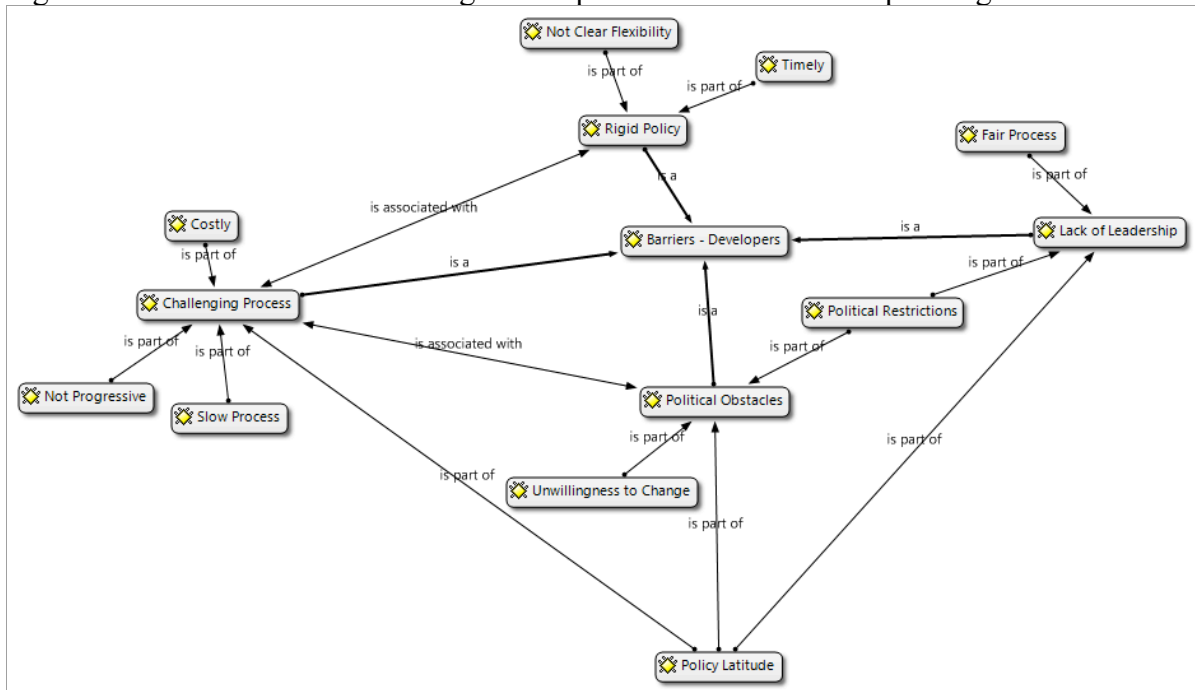 Not Clear Flexibility
Timely
is part of
is part of
Rigid Policy
Fair Process
is a
is part of
is associated with
Costly
is part of
Barriers - Developers
is a
Lack of Leadership
is a
is part of
Challenging Process
Political Restrictions
is a
is part of
is part of
is associated with
is part of
Not Progressive
Slow Process
Political Obstacles
is part of
is part of
is part of
Unwillingness to Change
is part of
Policy Latitude